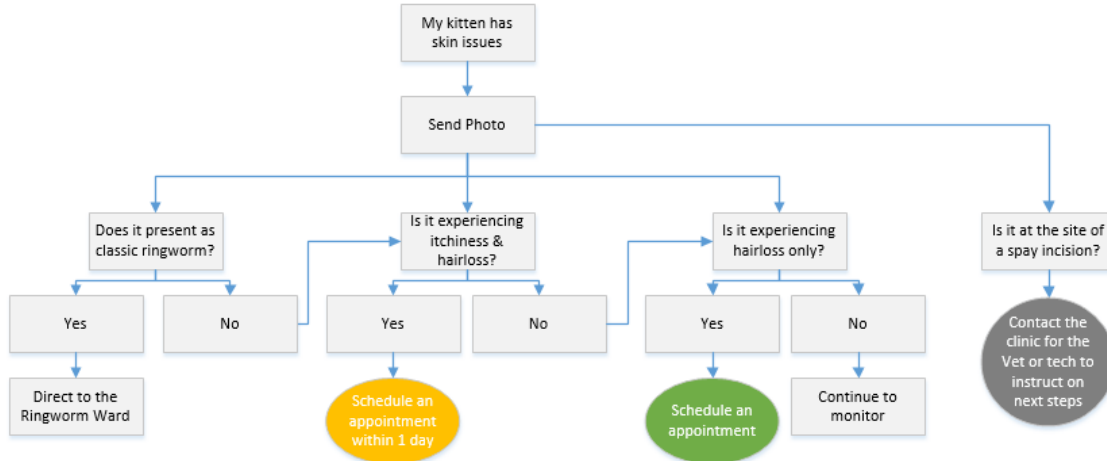 My kitten has
skin issues
Send Photo
Does it present as
classic ringworm?
Is it experiencing
itchiness &
hairloss?
Is it experiencing
hairloss only?
Is it at the site of
a spay incision?
Yes
No
Yes
No
Yes
No
Contact the
clinic for the
Vet or tech to
instruct on
next steps
Direct to the
Ringworm Ward
Schedule an
appointment
within 1 day
Schedule an
appointment
Continue to
monitor